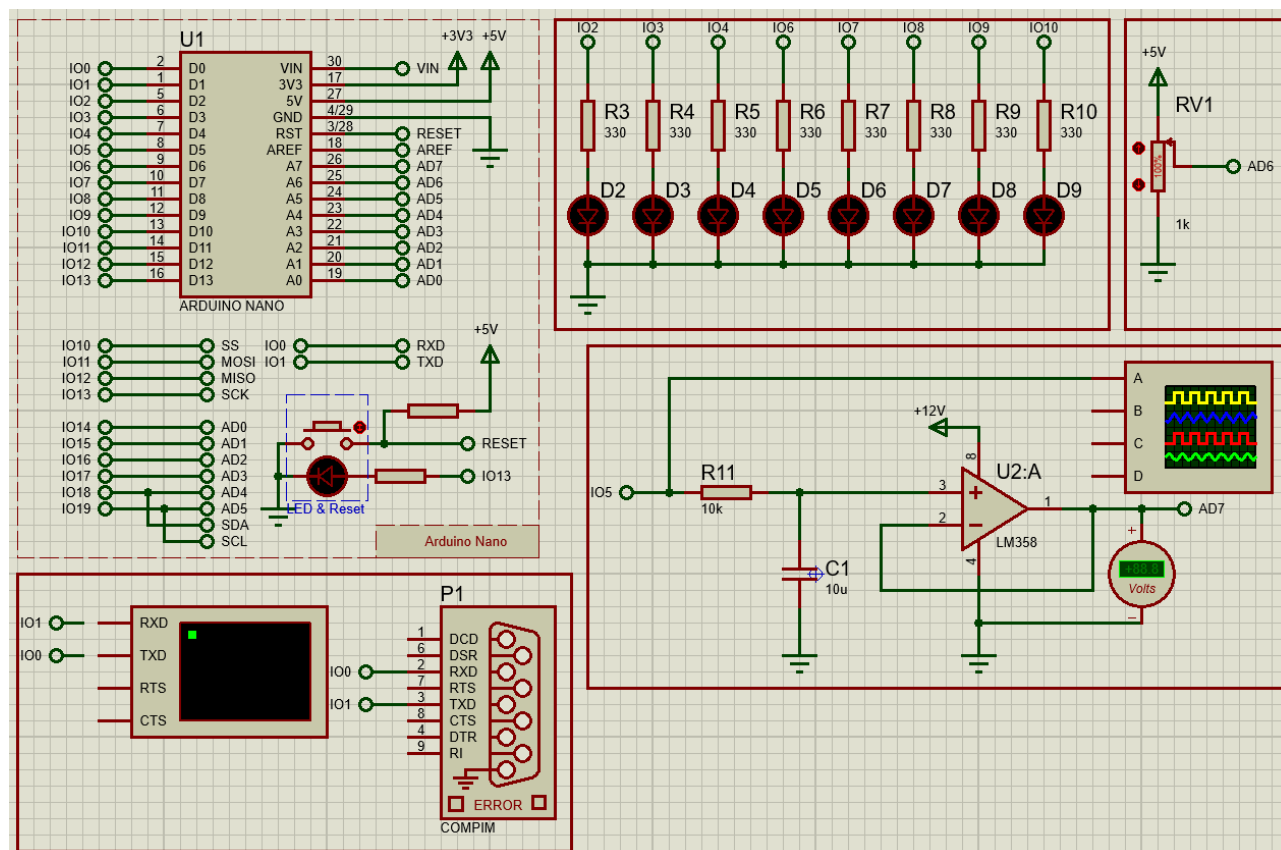 U1
+3V3 +5V
IO0 2 D0 VIN 30 VIN
IO1 1 D1 3V3 17
IO2 5 D2 5V 27
IO3 6 D3 GND 4/29
IO4 7 D4 RST 3/28 RESET
IO5 8 D5 AREF 18 AREF
IO6 9 D6 A7 26 AD7
IO7 10 D7 A6 25 AD6
IO8 11 D8 A5 24 AD5
IO9 12 D9 A4 23 AD4
IO10 13 D10 A3 22 AD3
IO11 14 D11 A2 21 AD2
IO12 15 D12 A1 20 AD1
IO13 16 D13 A0 19 AD0
ARDUINO NANO
IO10 SS IO0 RXD
IO11 MOSI IO1 TXD
IO12 MISO
IO13 SCK
+5V
IO14 AD0
IO15 AD1
IO16 AD2
IO17 AD3
IO18 AD4
IO19 AD5
SDA
SCL
RESET
IO13
LED & Reset
Arduino Nano
IO2 IO3 IO4 IO6 IO7 IO8 IO9 IO10
R3 R4 R5 R6 R7 R8 R9 R10
330 330 330 330 330 330 330 330
D2 D3 D4 D5 D6 D7 D8 D9
+5V
RV1
100%
AD6
1k
A
B
C
D
+12V
IO5
R11
10k
C1
10u
U2:A
8
3
2
1
4
LM358
AD7
+
+88.8
Volts
IO1 RXD
IO0 TXD
RTS
CTS
P1
1 DCD
6 DSR
IO0 2 RXD
7 RTS
IO1 3 TXD
8 CTS
4 DTR
9 RI
ERROR
COMPIM